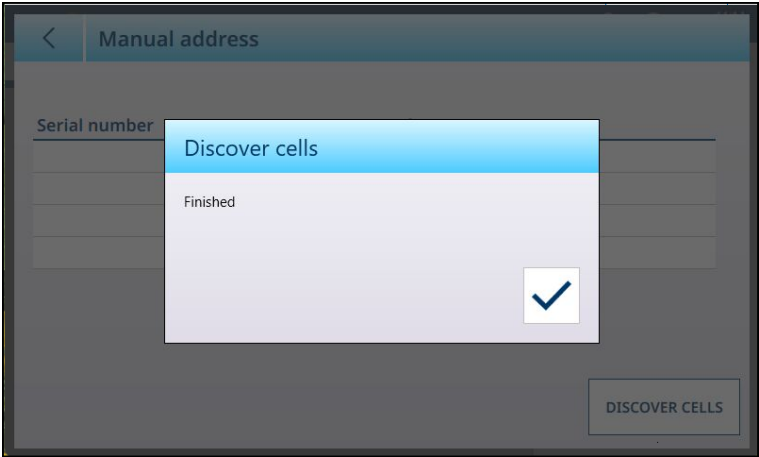 Manual address
Serial number
Discover cells
Finished
DISCOVER CELLS